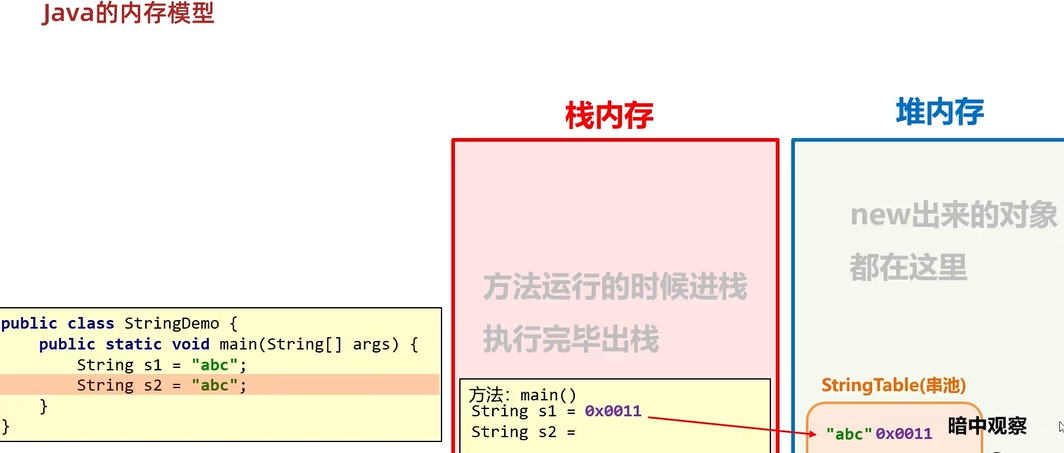 Java的内存模型
栈内存
堆内存
new出来的对象
都在这里
方法运行的时候进栈
执行完毕出栈
public class StringDemo {
public static void main(String[] args) {
String s1 = "abc";
String s2 = "abc";
}
}
方法：main()
String s1 = 0x0011
String s2 =
StringTable(串池)
"abc" 0x0011
暗中观察